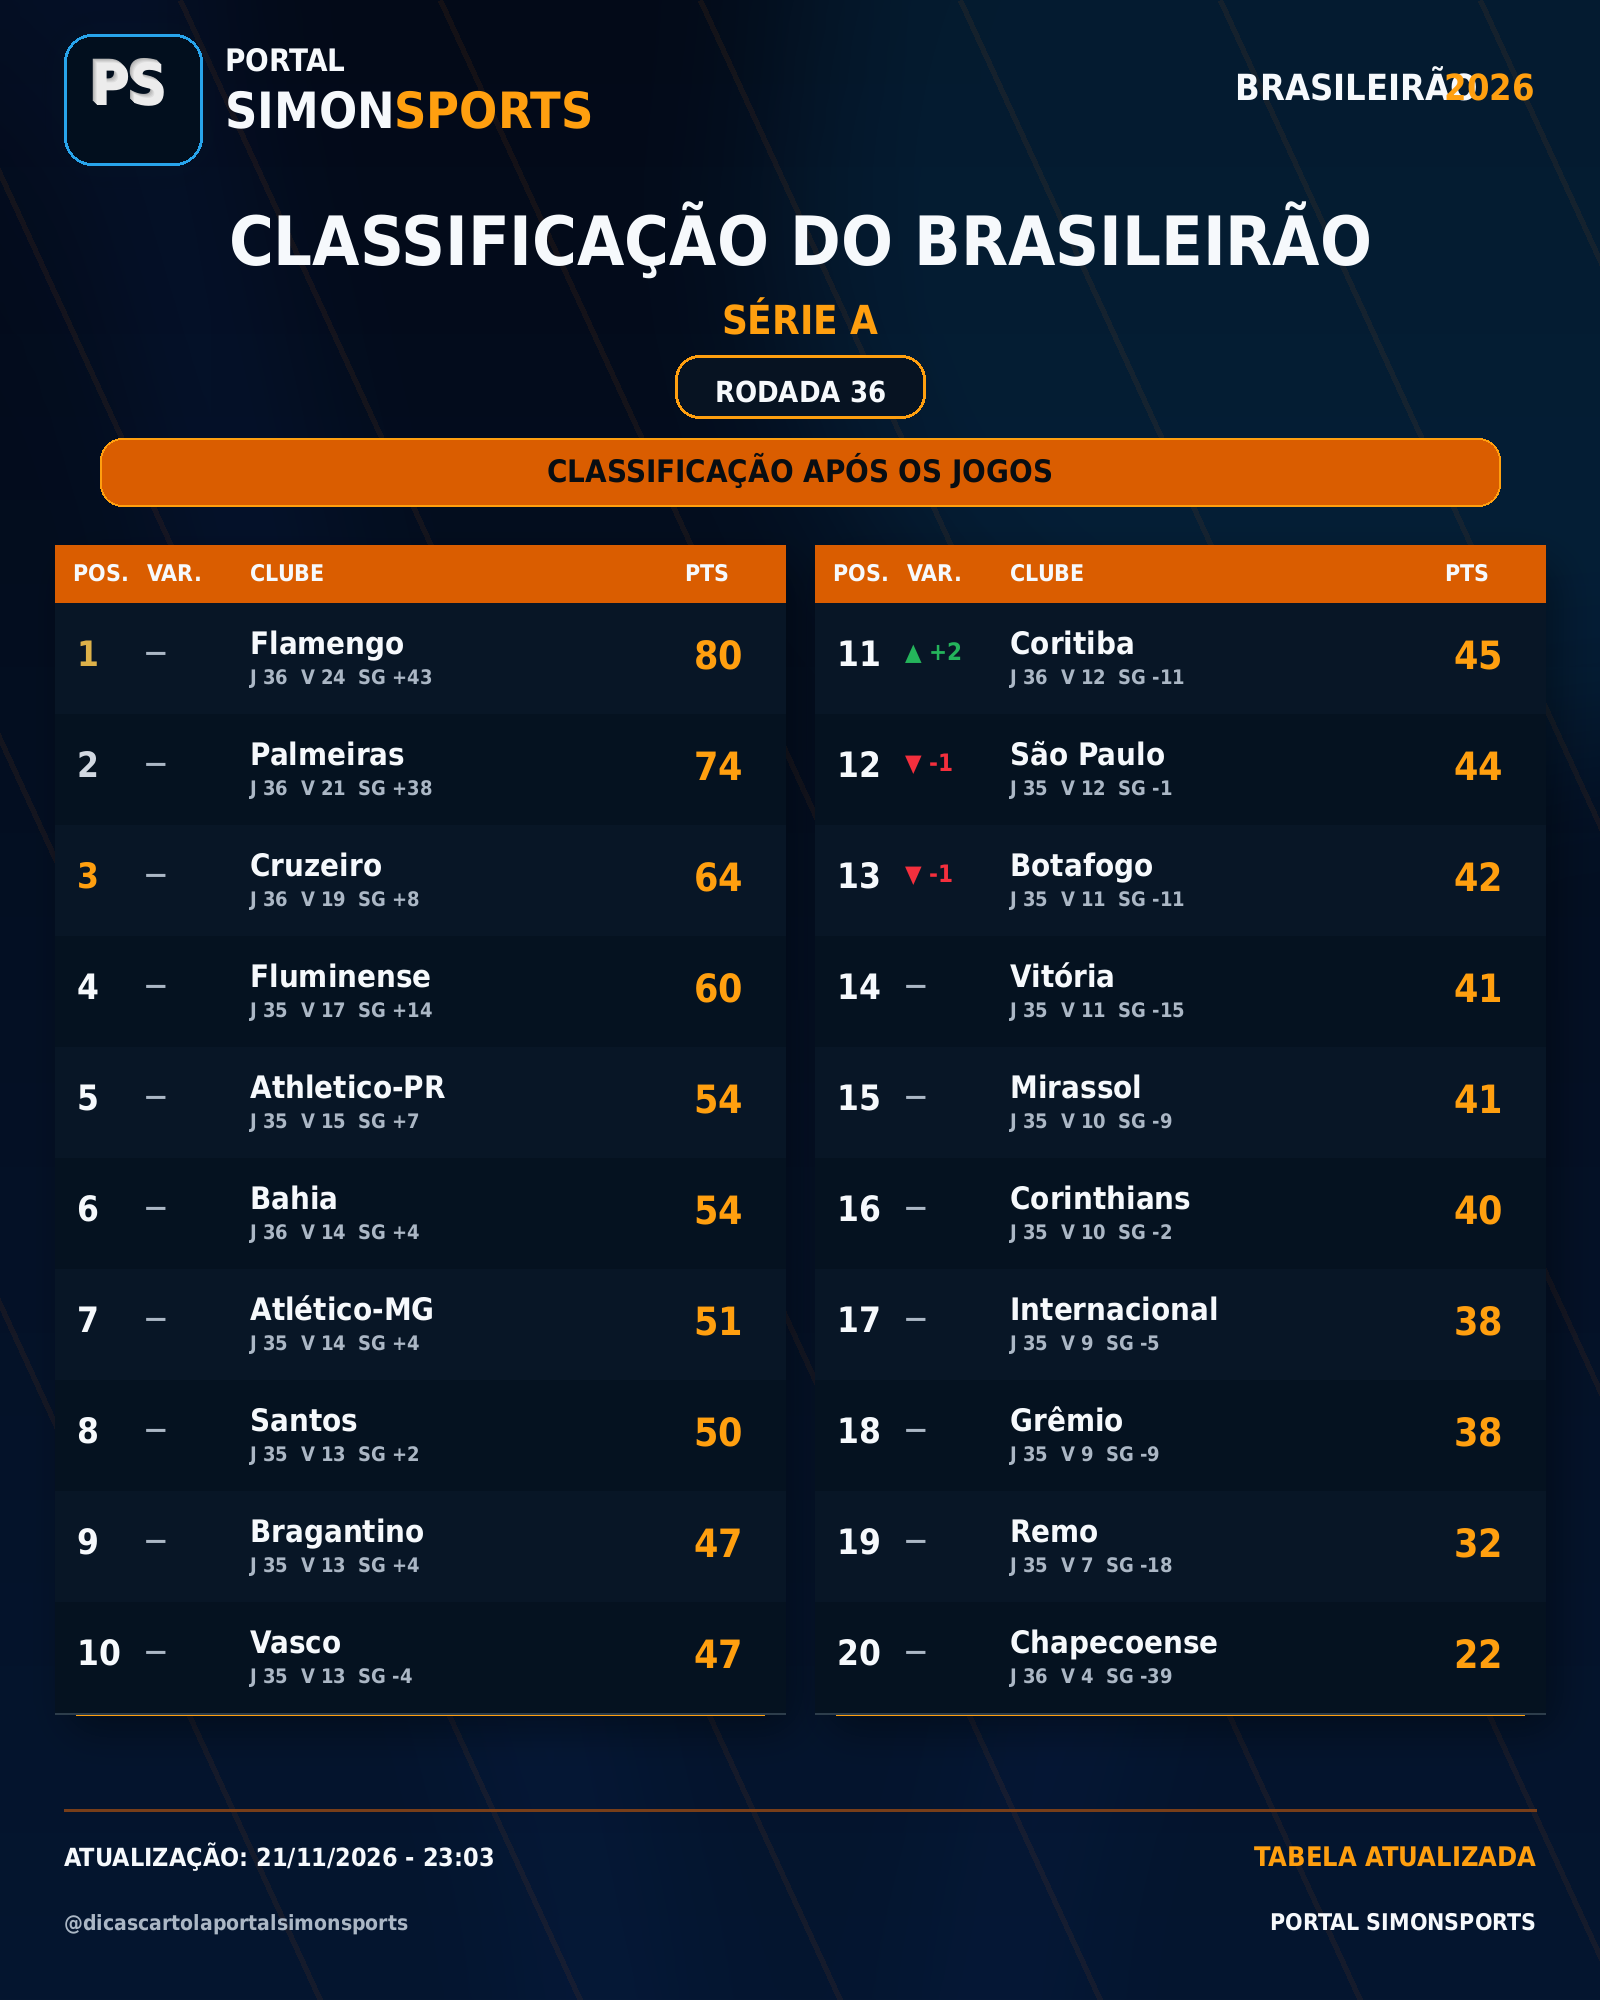 PS
PORTAL
SIMONSPORTS
BRASILEIRÃO 2026
CLASSIFICAÇÃO DO BRASILEIRÃO
SÉRIE A
RODADA 36
CLASSIFICAÇÃO APÓS OS JOGOS
POS. VAR. CLUBE PTS
1 — Flamengo 80
J 36 V 24 SG +43
2 — Palmeiras 74
J 36 V 21 SG +38
3 — Cruzeiro 64
J 36 V 19 SG +8
4 — Fluminense 60
J 35 V 17 SG +14
5 — Athletico-PR 54
J 35 V 15 SG +7
6 — Bahia 54
J 36 V 14 SG +4
7 — Atlético-MG 51
J 35 V 14 SG +4
8 — Santos 50
J 35 V 13 SG +2
9 — Bragantino 47
J 35 V 13 SG +4
10 — Vasco 47
J 35 V 13 SG -4
POS. VAR. CLUBE PTS
11 ▲ +2 Coritiba 45
J 36 V 12 SG -11
12 ▼ -1 São Paulo 44
J 35 V 12 SG -1
13 ▼ -1 Botafogo 42
J 35 V 11 SG -11
14 — Vitória 41
J 35 V 11 SG -15
15 — Mirassol 41
J 35 V 10 SG -9
16 — Corinthians 40
J 35 V 10 SG -2
17 — Internacional 38
J 35 V 9 SG -5
18 — Grêmio 38
J 35 V 9 SG -9
19 — Remo 32
J 35 V 7 SG -18
20 — Chapecoense 22
J 36 V 4 SG -39
ATUALIZAÇÃO: 21/11/2026 - 23:03
TABELA ATUALIZADA
@dicascartolaportalsimonsports
PORTAL SIMONSPORTS